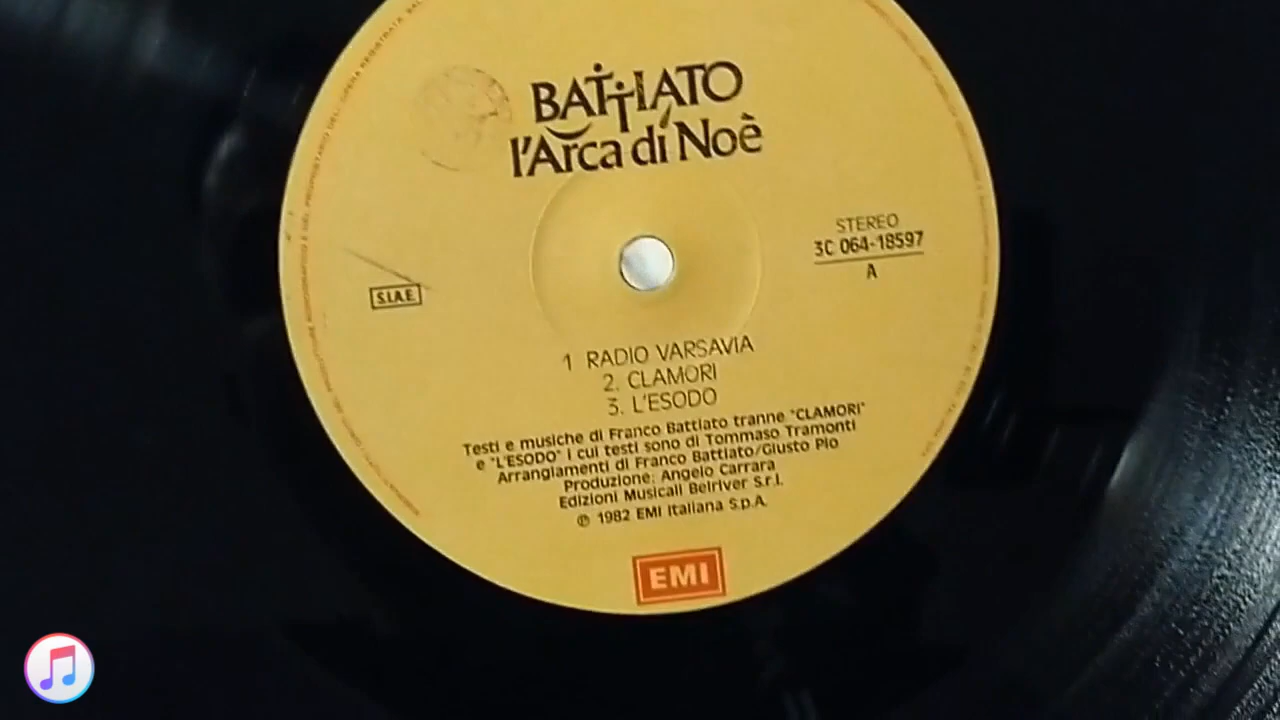 BATTIATO
l'Arca di Noè
STEREO
3C 064-18597
A
S.I.A.E.
1 RADIO VARSAVIA
2. CLAMORI
3. L'ESODO
Testi e musiche di Franco Battiato tranne "CLAMORI"
e "L'ESODO" i cui testi sono di Tommaso Tramonti
Arrangiamenti di Franco Battiato/Giusto Pio
Produzione: Angelo Carrara
Edizioni Musicali Belriver S.r.l.
℗ 1982 EMI Italiana S.p.A.
EMI